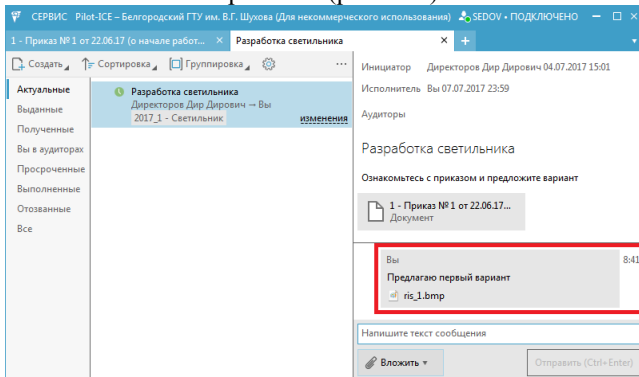 СЕРВИС Pilot-ICE – Белгородский ГТУ им. В.Г. Шухова (Для некоммерческого использования) SEDOV • ПОДКЛЮЧЕНО
1 - Приказ № 1 от 22.06.17 (о начале работ... Разработка светильника
Создать Сортировка Группировка ...
Актуальные
Выданные
Полученные
Вы в аудиторах
Просроченные
Выполненные
Отозванные
Все
Разработка светильника
Директоров Дир Дирович → Вы
2017_1 - Светильник изменения
Инициатор Директоров Дир Дирович 04.07.2017 15:01
Исполнитель Вы 07.07.2017 23:59
Аудиторы
Разработка светильника
Ознакомьтесь с приказом и предложите вариант
1 - Приказ № 1 от 22.06.17...
Документ
Вы 8:41
Предлагаю первый вариант
ris_1.bmp
Напишите текст сообщения
Вложить Отправить (Ctrl+Enter)